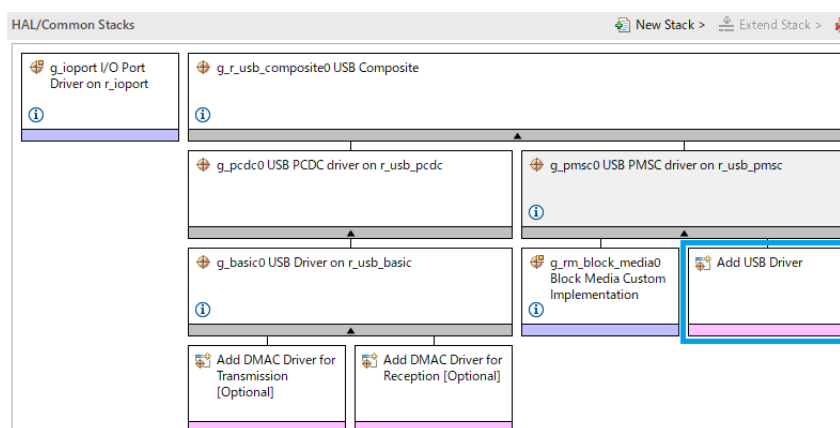 HAL/Common Stacks
New Stack >
Extend Stack >
g_ioport I/O Port
Driver on r_ioport
g_r_usb_composite0 USB Composite
g_pcdc0 USB PCDC driver on r_usb_pcdc
g_pmsc0 USB PMSC driver on r_usb_pmsc
g_basic0 USB Driver on r_usb_basic
g_rm_block_media0
Block Media Custom
Implementation
Add USB Driver
Add DMAC Driver for
Transmission
[Optional]
Add DMAC Driver for
Reception [Optional]